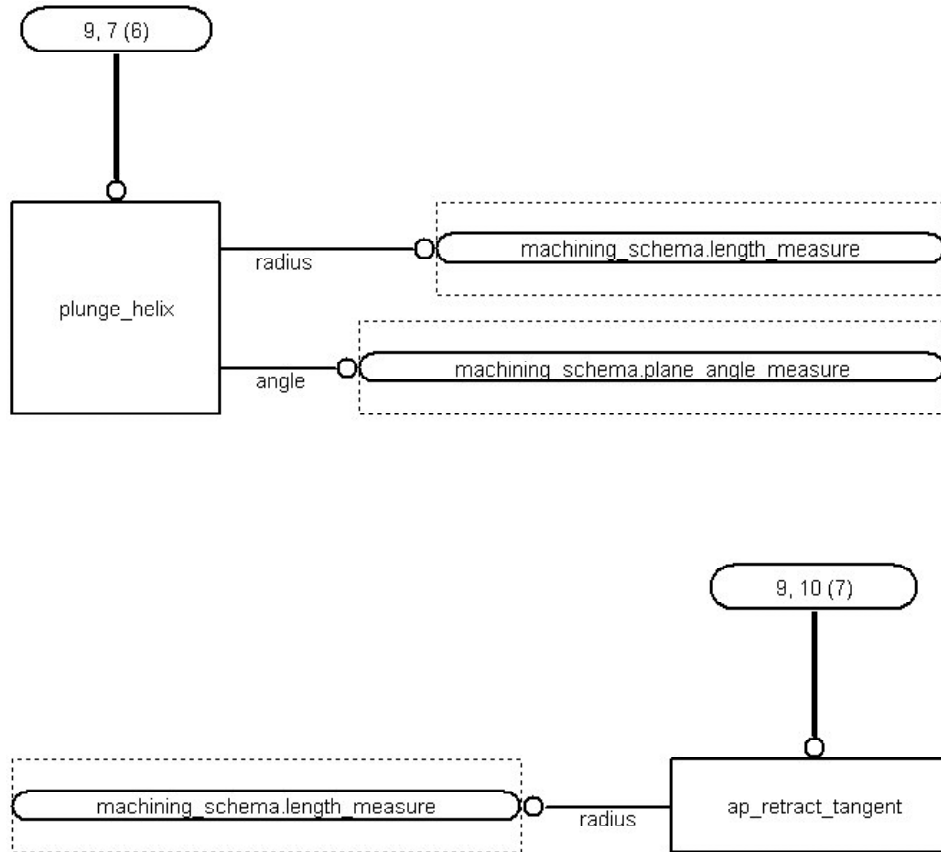 9, 7 (6)
machining_schema.length_measure
radius
plunge_helix
machining_schema.plane_angle_measure
angle
9, 10 (7)
machining_schema.length_measure
radius
ap_retract_tangent